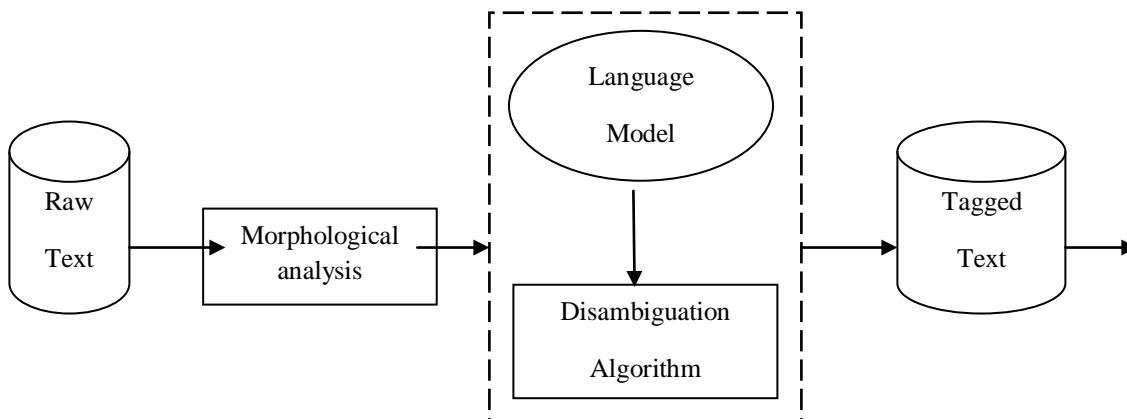 Raw
Text
Morphological
analysis
Language
Model
Disambiguation
Algorithm
Tagged
Text